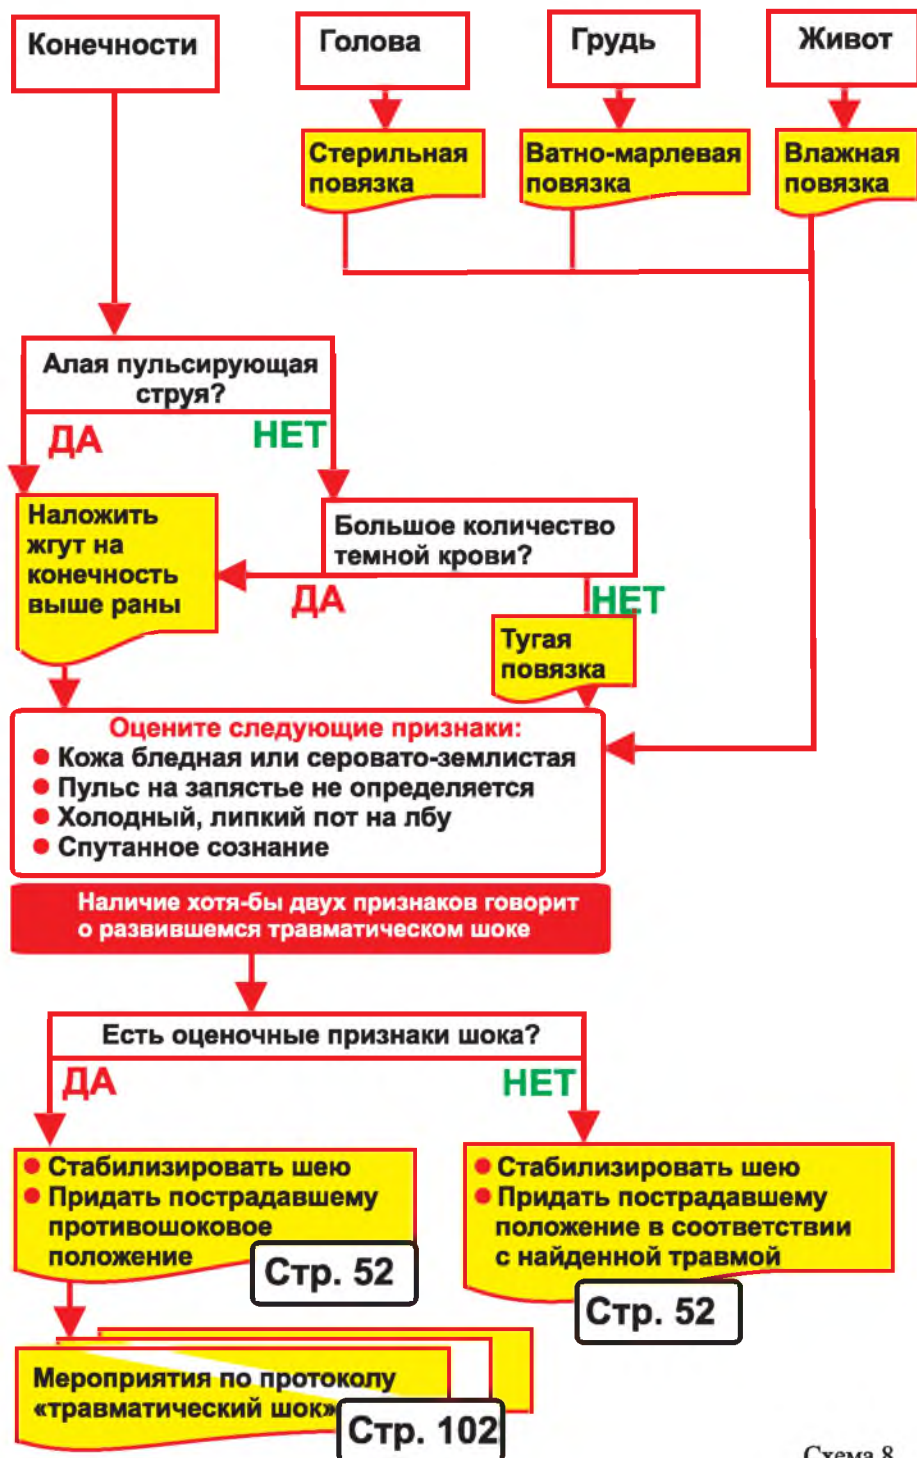 Конечности
Голова
Грудь
Живот
Стерильная
повязка
Ватно-марлевая
повязка
Влажная
повязка
Алая пульсирующая
струя?
ДА
НЕТ
Наложить
жгут на
конечность
выше раны
Большое количество
темной крови?
ДА
НЕТ
Тугая
повязка
Оцените следующие признаки:
Кожа бледная или серовато-землистая
Пульс на запястье не определяется
Холодный, липкий пот на лбу
Спутанное сознание
Наличие хотя-бы двух признаков говорит
о развившемся травматическом шоке
Есть оценочные признаки шока?
ДА
НЕТ
Стабилизировать шею
Придать пострадавшему
противошоковое
положение
Стр. 52
Стабилизировать шею
Придать пострадавшему
положение в соответствии
с найденной травмой
Стр. 52
Мероприятия по протоколу
«травматический шок»
Стр. 102
Схема 8